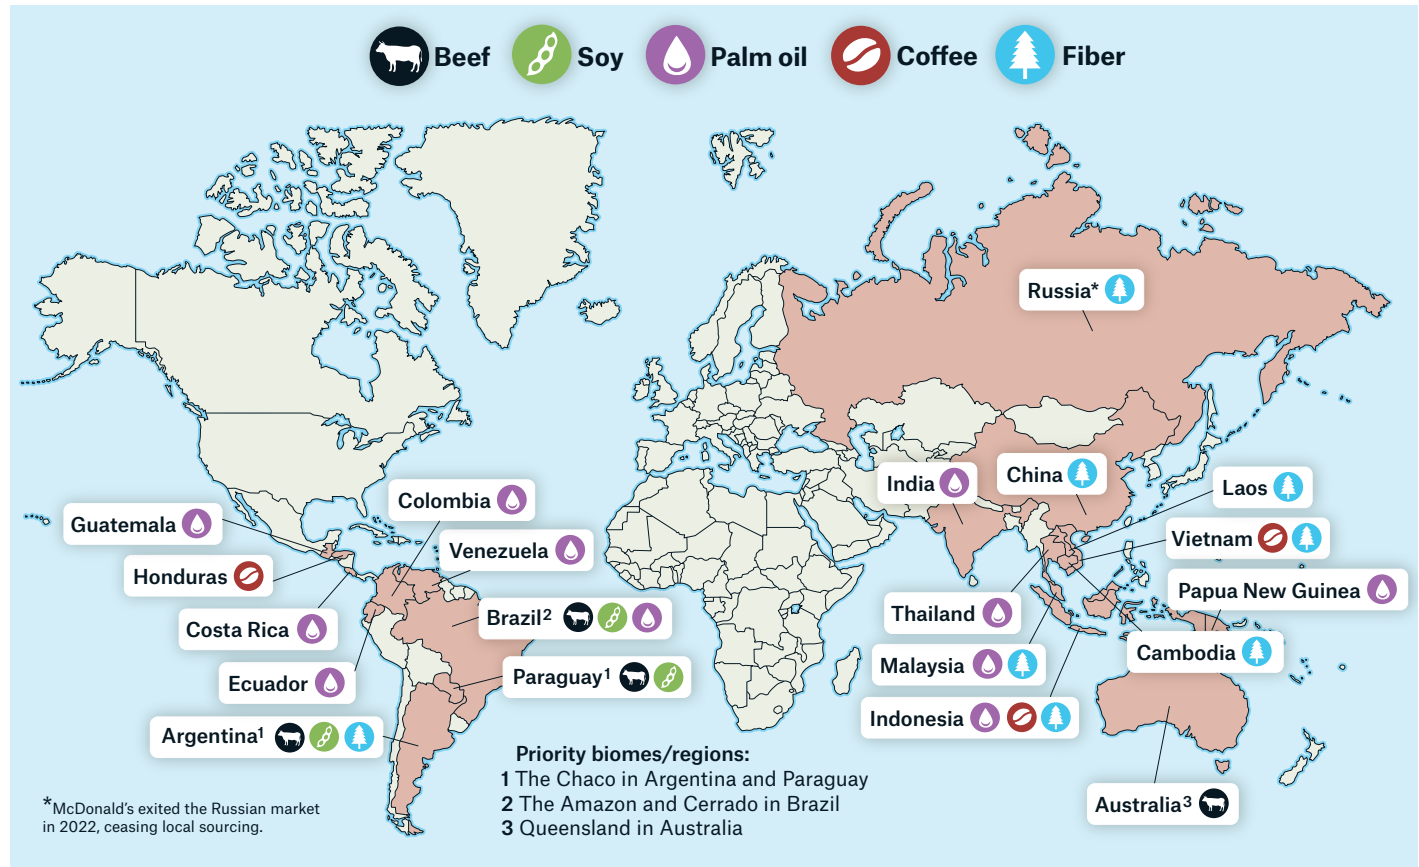 Beef Soy Palm oil Coffee Fiber
Russia*
India
China
Laos
Colombia
Guatemala
Vietnam
Venezuela
Honduras
Papua New Guinea
Brazil2
Thailand
Costa Rica
Cambodia
Malaysia
Paraguay1
Ecuador
Indonesia
Argentina1
Priority biomes/regions:
1 The Chaco in Argentina and Paraguay
2 The Amazon and Cerrado in Brazil
3 Queensland in Australia
Australia3
*McDonald's exited the Russian market
in 2022, ceasing local sourcing.